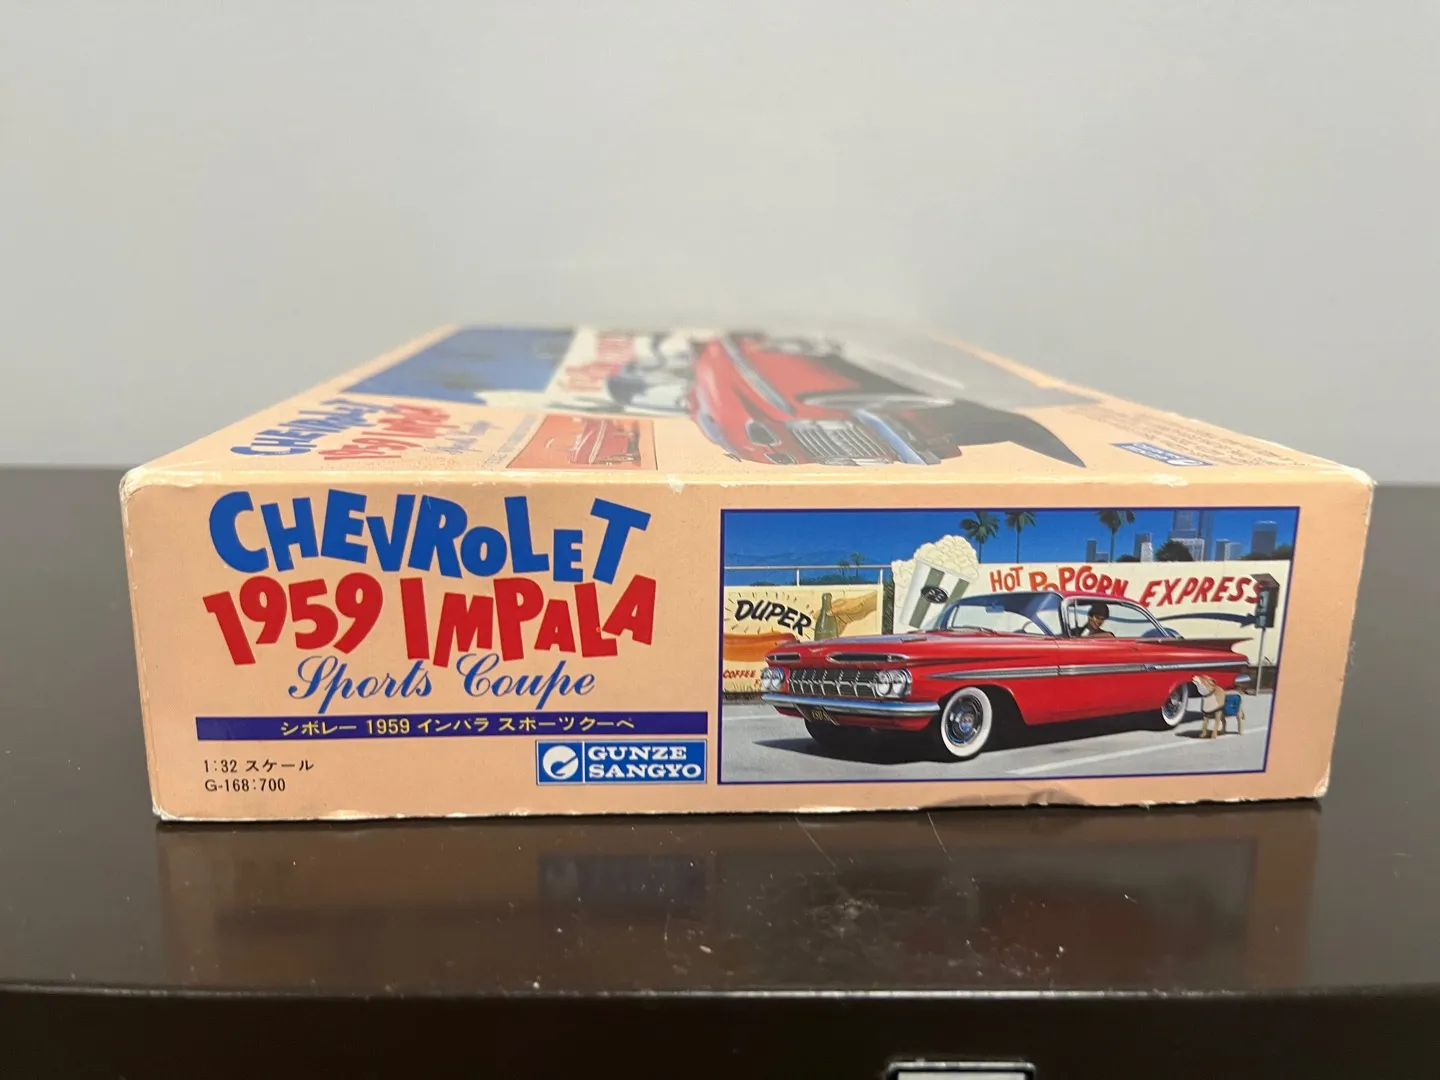 CHEVROLET
CHEVROLET
1959 IMPALA
Sports Coupe
シボレー 1959 インパラ スポーツクーペ
1:32 スケール
G-168:700
GUNZE
SANGYO
DUPER
COFFEE
HOT POPCORN EXPRESS